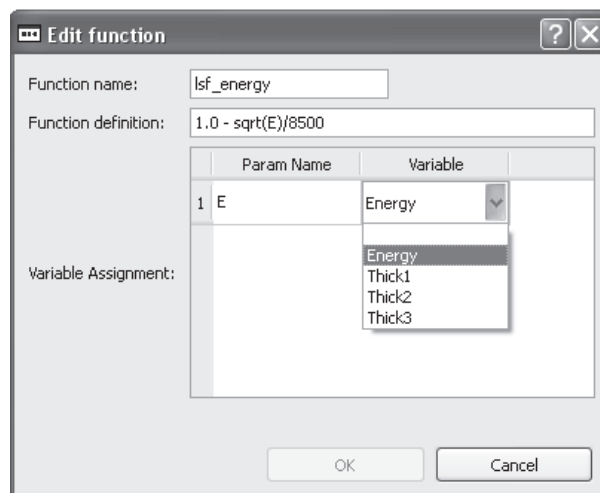 Edit function
Function name: lsf_energy
Function definition: 1.0 - sqrt(E)/8500
Param Name Variable
1 E Energy
Energy
Thick1
Variable Assignment: Thick2
Thick3
OK Cancel